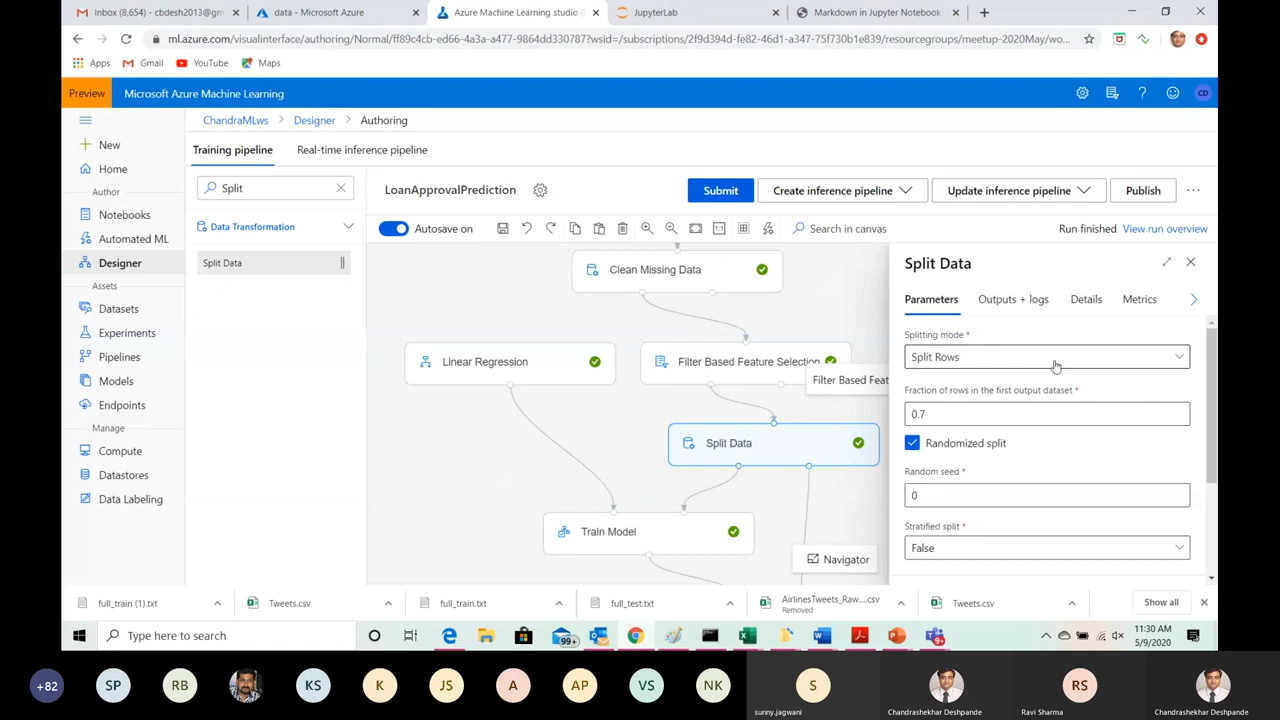 Inbox (8,654) - cbdesh2013@gm
data - Microsoft Azure
Azure Machine Learning studio (
JupyterLab
Markdown in Jupyter Notebook
ml.azure.com/visualinterface/authoring/Normal/ff89c4cb-ed66-4a3a-a477-9864dd330787?wsid=/subscriptions/2f9d394d-fe82-46d1-a347-75f730b1e839/resourcegroups/meetup-2020May/wo...
Apps
Gmail
YouTube
Maps
Preview
Microsoft Azure Machine Learning
CD
ChandraMLws > Designer > Authoring
New
Home
Author
Notebooks
Automated ML
Designer
Assets
Datasets
Experiments
Pipelines
Models
Endpoints
Manage
Compute
Datastores
Data Labeling
Training pipeline
Real-time inference pipeline
Split
Data Transformation
Split Data
LoanApprovalPrediction
Submit
Create inference pipeline
Update inference pipeline
Publish
Autosave on
Search in canvas
Run finished
View run overview
Clean Missing Data
Linear Regression
Filter Based Feature Selection
Filter Based Feat
Split Data
Train Model
Navigator
Split Data
Parameters
Outputs + logs
Details
Metrics
Splitting mode *
Split Rows
Fraction of rows in the first output dataset *
0.7
Randomized split
Random seed *
0
Stratified split *
False
full_train (1).txt
Tweets.csv
full_train.txt
full_test.txt
AirlinesTweets_Raw....csv
Removed
Tweets.csv
Show all
Type here to search
99+
9+
11:30 AM
5/9/2020
+82
SP
RB
KS
K
JS
A
AP
VS
NK
S
sunny.jagwani
Chandrashekhar Deshpande
RS
Ravi Sharma
Chandrashekhar Deshpande